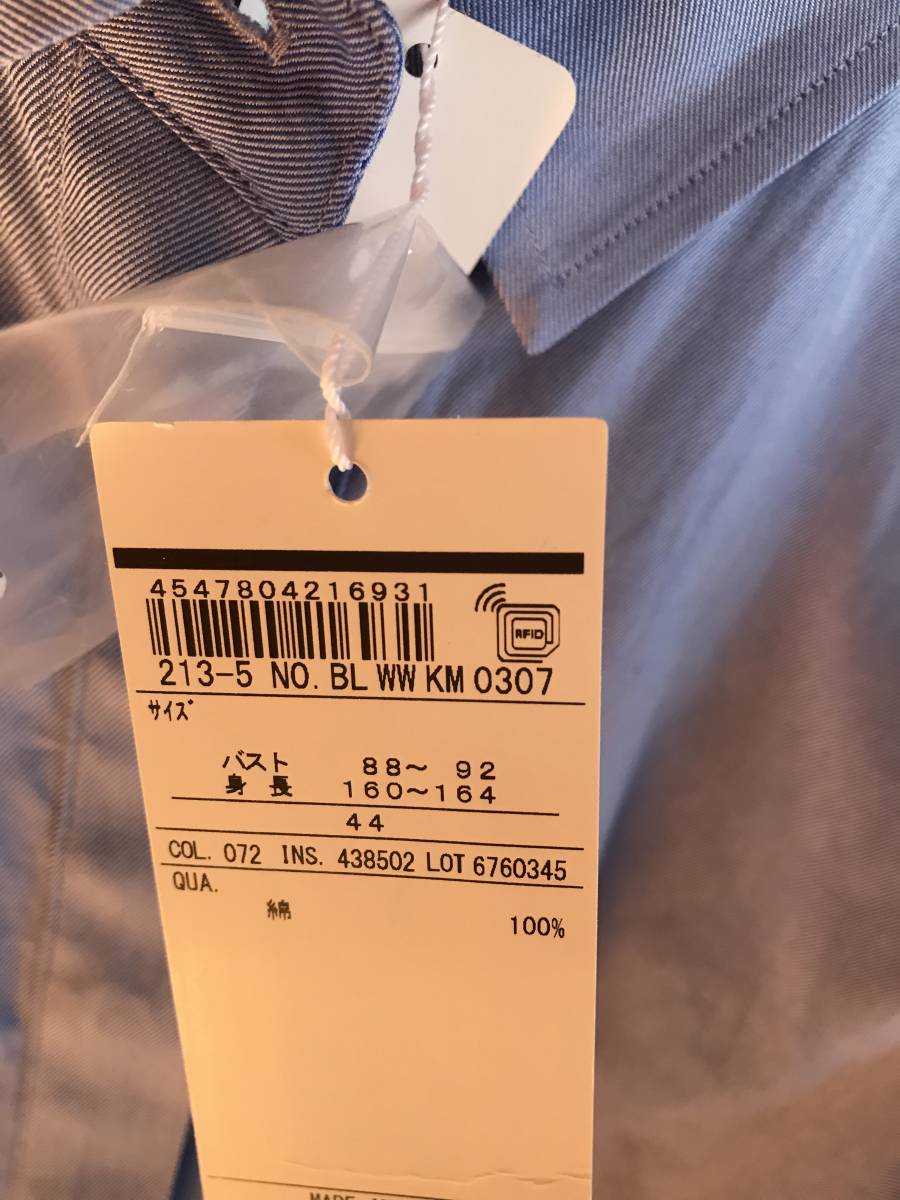 4547804216931
RFID
213-5 NO. BL WW KM 0307
サイズ
バスト 88～ 92
身 長 160～164
44
COL. 072 INS. 438502 LOT 6760345
QUA.
綿 100%
MADE